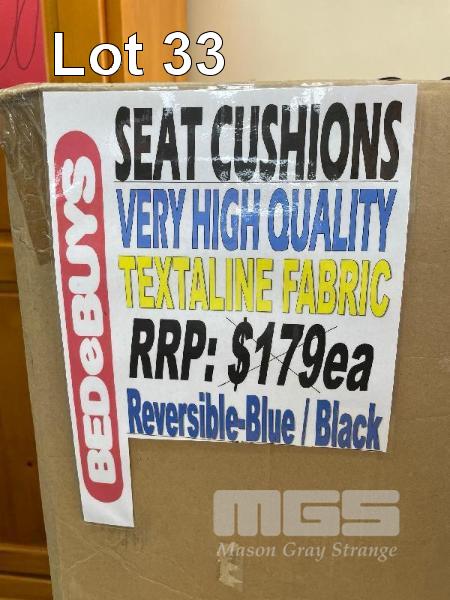 Lot 33
SEAT CUSHIONS
VERY HIGH QUALITY
TEXTALINE FABRIC
RRP: $179ea
Reversible-Blue / Black
BEDeBUYS
MGS
Mason Gray Strange